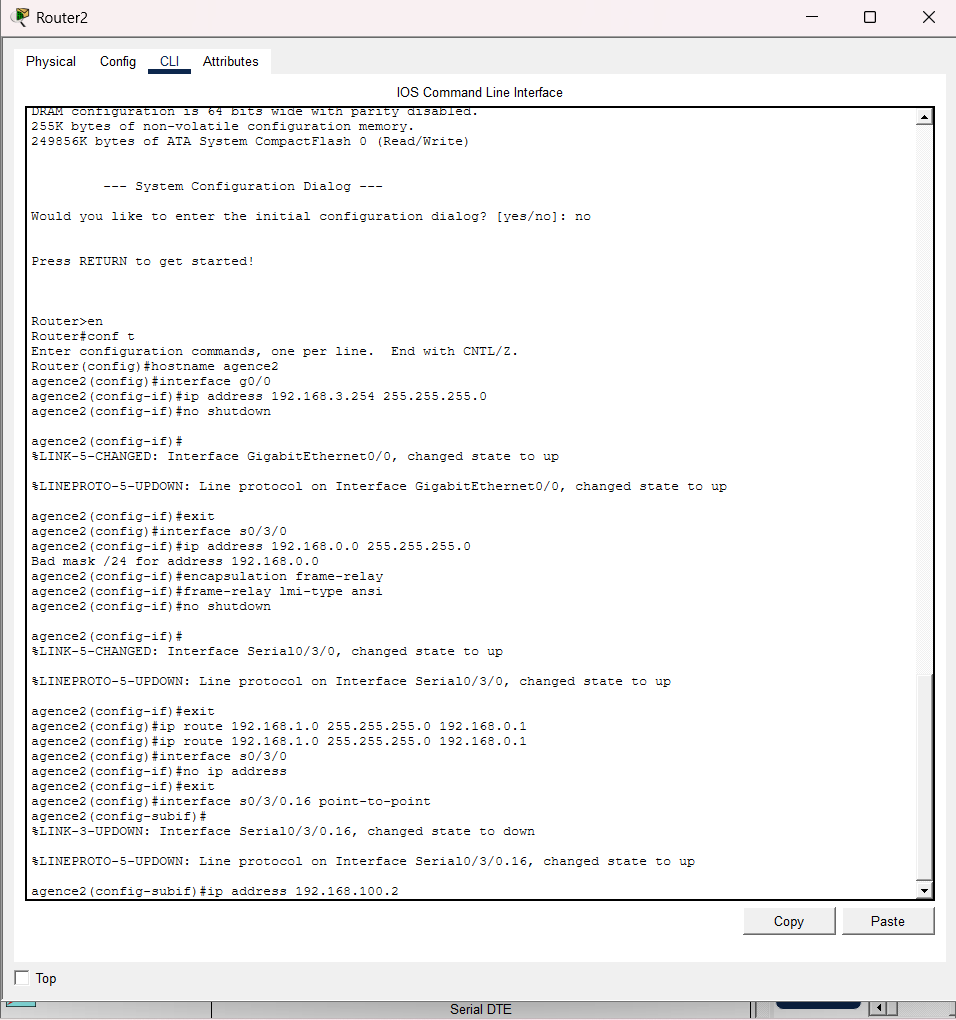 Router2
Physical Config CLI Attributes
IOS Command Line Interface
DRAM configuration is 64 bits wide with parity disabled.
255K bytes of non-volatile configuration memory.
249856K bytes of ATA System CompactFlash 0 (Read/Write)
--- System Configuration Dialog ---
Would you like to enter the initial configuration dialog? [yes/no]: no
Press RETURN to get started!
Router>en
Router#conf t
Enter configuration commands, one per line.  End with CNTL/Z.
Router(config)#hostname agence2
agence2(config)#interface g0/0
agence2(config-if)#ip address 192.168.3.254 255.255.255.0
agence2(config-if)#no shutdown
agence2(config-if)#
%LINK-5-CHANGED: Interface GigabitEthernet0/0, changed state to up
%LINEPROTO-5-UPDOWN: Line protocol on Interface GigabitEthernet0/0, changed state to up
agence2(config-if)#exit
agence2(config)#interface s0/3/0
agence2(config-if)#ip address 192.168.0.0 255.255.255.0
Bad mask /24 for address 192.168.0.0
agence2(config-if)#encapsulation frame-relay
agence2(config-if)#frame-relay lmi-type ansi
agence2(config-if)#no shutdown
agence2(config-if)#
%LINK-5-CHANGED: Interface Serial0/3/0, changed state to up
%LINEPROTO-5-UPDOWN: Line protocol on Interface Serial0/3/0, changed state to up
agence2(config-if)#exit
agence2(config)#ip route 192.168.1.0 255.255.255.0 192.168.0.1
agence2(config)#ip route 192.168.1.0 255.255.255.0 192.168.0.1
agence2(config)#interface s0/3/0
agence2(config-if)#no ip address
agence2(config-if)#exit
agence2(config)#interface s0/3/0.16 point-to-point
agence2(config-subif)#
%LINK-3-UPDOWN: Interface Serial0/3/0.16, changed state to down
%LINEPROTO-5-UPDOWN: Line protocol on Interface Serial0/3/0.16, changed state to up
agence2(config-subif)#ip address 192.168.100.2
Copy Paste
Top
Serial DTE